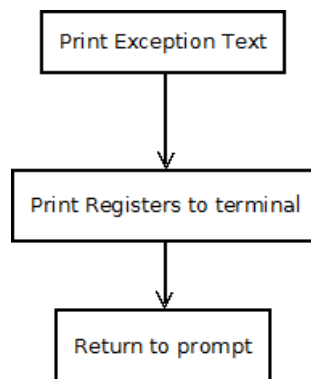 Print Exception Text
Print Registers to terminal
Return to prompt